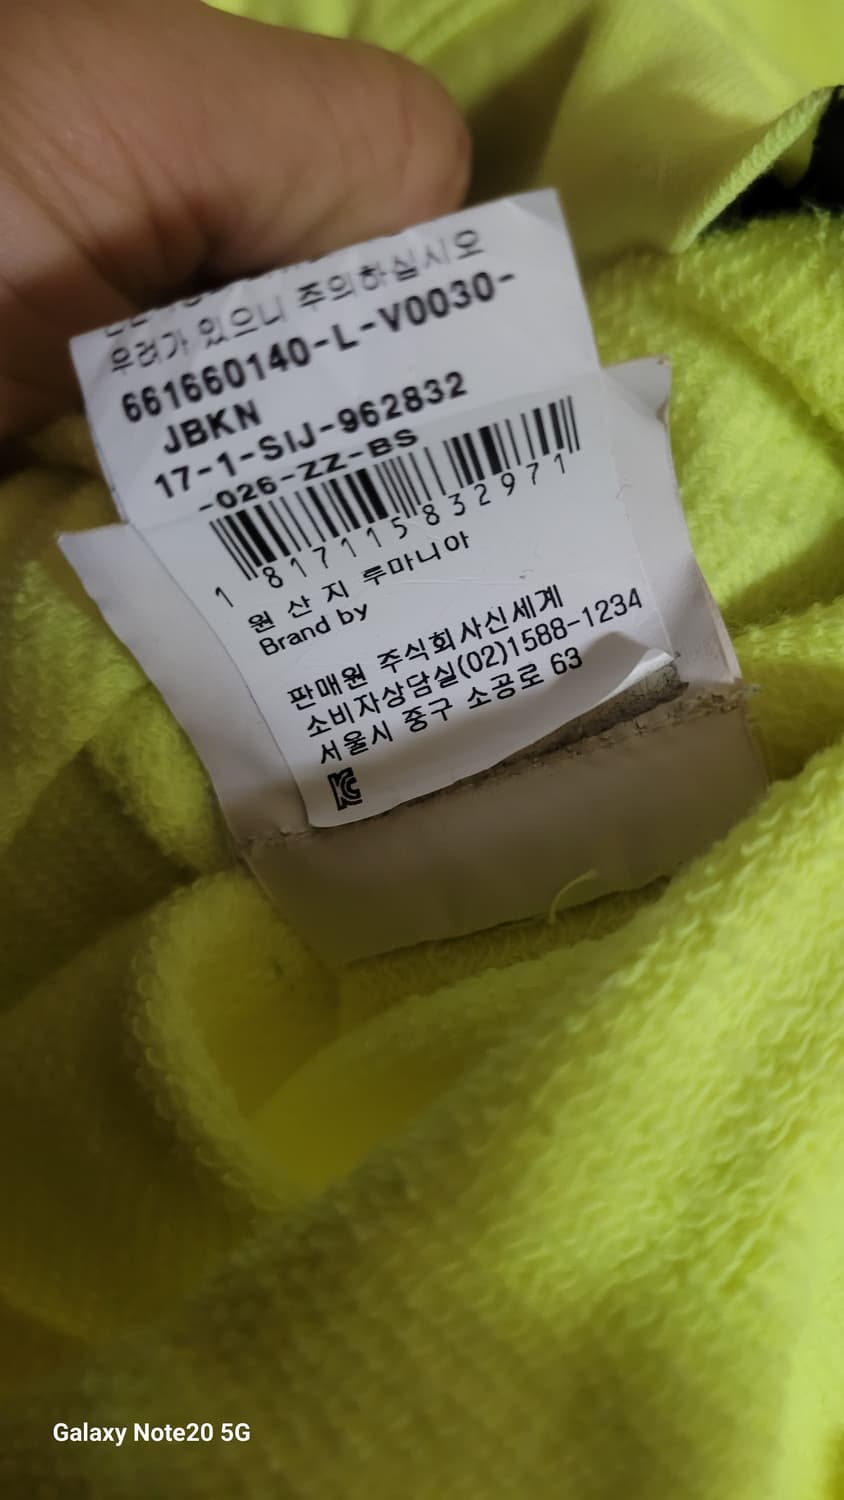 우려가 있으니 주의하십시오
661660140-L-V0030-
JBKN
17-1-SIJ-962832
-026-ZZ-BS
1 817115832971
원 산 지 루마니아
Brand by
판매원 주식회사신세계
소비자상담실(02)1588-1234
서울시 중구 소공로 63
Galaxy Note20 5G